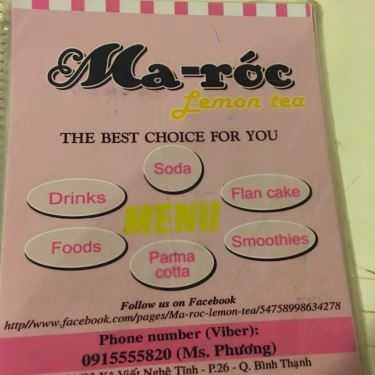 Ma-róc
Lemon tea
THE BEST CHOICE FOR YOU
Soda
Drinks
Flan cake
MENU
Foods
Smoothies
Panna
cotta
Follow us on Facebook
http//www.facebook.com/pages/Ma-roc-lemon-tea/54758998634278
Phone number (Viber):
0915555820 (Ms. Phương)
Viết Nghệ Tĩnh - P.26 - Q. Bình Thạnh